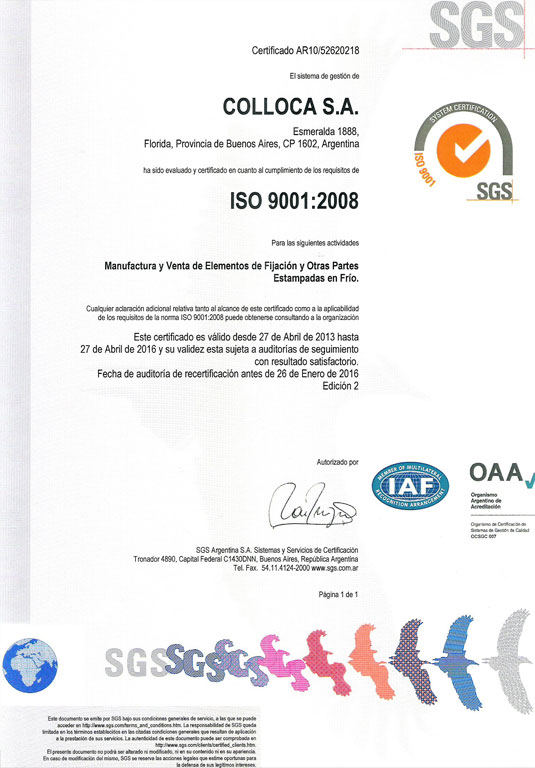 SGS
Certificado AR10/52620218
El sistema de gestión de
COLLOCA S.A.
Esmeralda 1888,
Florida, Provincia de Buenos Aires, CP 1602, Argentina
ha sido evaluado y certificado en cuanto al cumplimiento de los requisitos de
SYSTEM CERTIFICATION
ISO 9001
SGS
ISO 9001:2008
Para las siguientes actividades
Manufactura y Venta de Elementos de Fijación y Otras Partes
Estampadas en Frío.
Cualquier aclaración adicional relativa tanto al alcance de este certificado como a la aplicabilidad
de los requisitos de la norma ISO 9001:2008 puede obtenerse consultando a la organización
Este certificado es válido desde 27 de Abril de 2013 hasta
27 de Abril de 2016 y su validez esta sujeta a auditorías de seguimiento
con resultado satisfactorio.
Fecha de auditoría de recertificación antes de 26 de Enero de 2016
Edición 2
Autorizado por
MEMBER OF MULTILATERAL
IAF
RECOGNITION ARRANGEMENT
OAA
Organismo
Argentino de
Acreditación
Organismo de Certificación de
Sistemas de Gestión de Calidad
OCSGC 007
SGS Argentina S.A. Sistemas y Servicios de Certificación
Tronador 4890, Capital Federal C1430DNN, Buenos Aires, República Argentina
Tel. Fax. 54.11.4124-2000 www.sgs.com.ar
Página 1 de 1
SGS SGS SGS
Este documento se emite por SGS bajo sus condiciones generales de servicio, a las que se puede
acceder en http://www.sgs.com/terms_and_conditions.htm. La responsabilidad de SGS queda
limitada en los términos establecidos en las citadas condiciones generales que resultan de aplicación
a la prestación de sus servicios. La autenticidad de este documento puede ser comprobada en
http://www.sgs.com/clients/certified_clients.htm.
El presente documento no podrá ser alterado ni modificado, ni en su contenido ni en su apariencia.
En caso de modificación del mismo, SGS se reserva las acciones legales que estime oportunas para
la defensa de sus legítimos intereses.